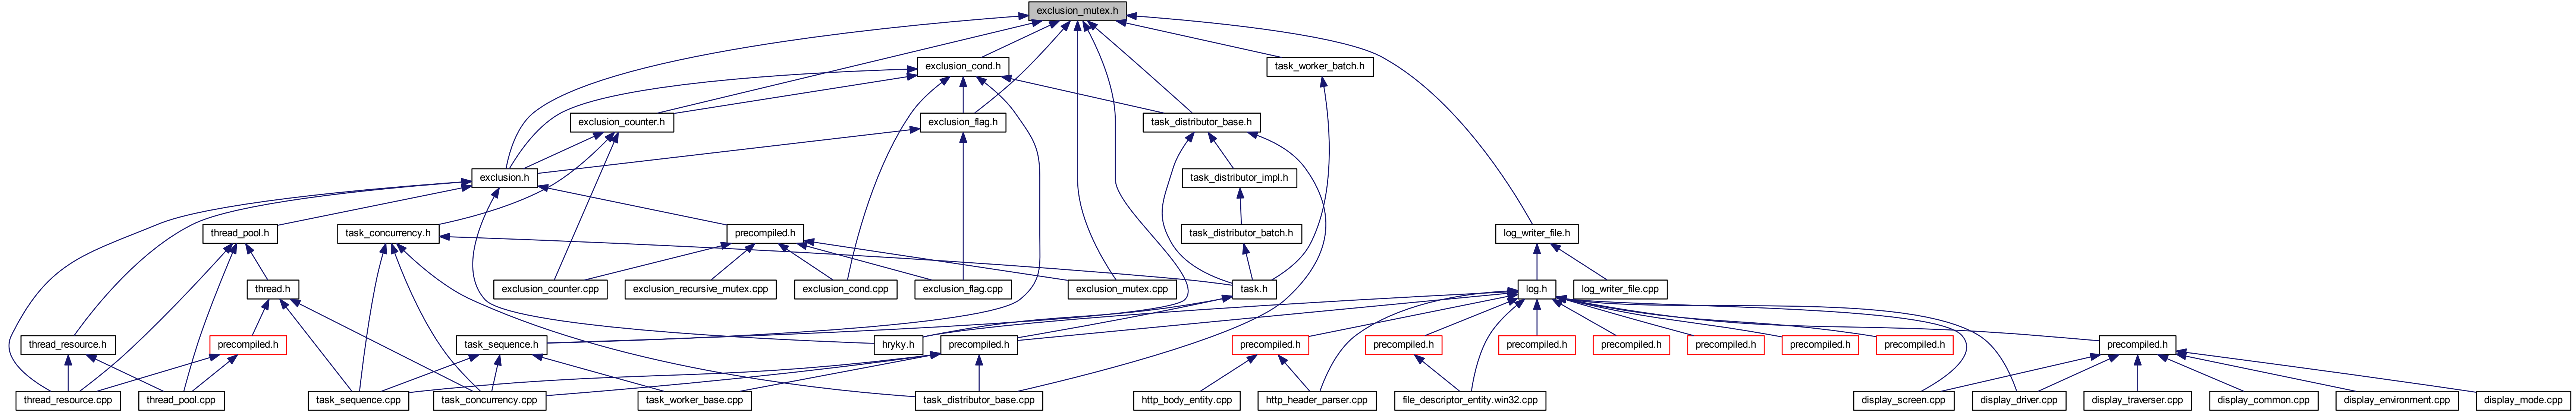 exclusion_mutex.h
exclusion_cond.h
task_worker_batch.h
exclusion_counter.h
exclusion_flag.h
task_distributor_base.h
exclusion.h
task_distributor_impl.h
thread_pool.h
task_concurrency.h
precompiled.h
task_distributor_batch.h
log_writer_file.h
thread.h
exclusion_counter.cpp
exclusion_recursive_mutex.cpp
exclusion_cond.cpp
exclusion_flag.cpp
exclusion_mutex.cpp
task.h
log.h
log_writer_file.cpp
thread_resource.h
precompiled.h
task_sequence.h
hryky.h
precompiled.h
precompiled.h
precompiled.h
precompiled.h
precompiled.h
precompiled.h
precompiled.h
precompiled.h
precompiled.h
thread_resource.cpp
thread_pool.cpp
task_sequence.cpp
task_concurrency.cpp
task_worker_base.cpp
task_distributor_base.cpp
http_body_entity.cpp
http_header_parser.cpp
file_descriptor_entity.win32.cpp
display_screen.cpp
display_driver.cpp
display_traverser.cpp
display_common.cpp
display_environment.cpp
display_mode.cpp